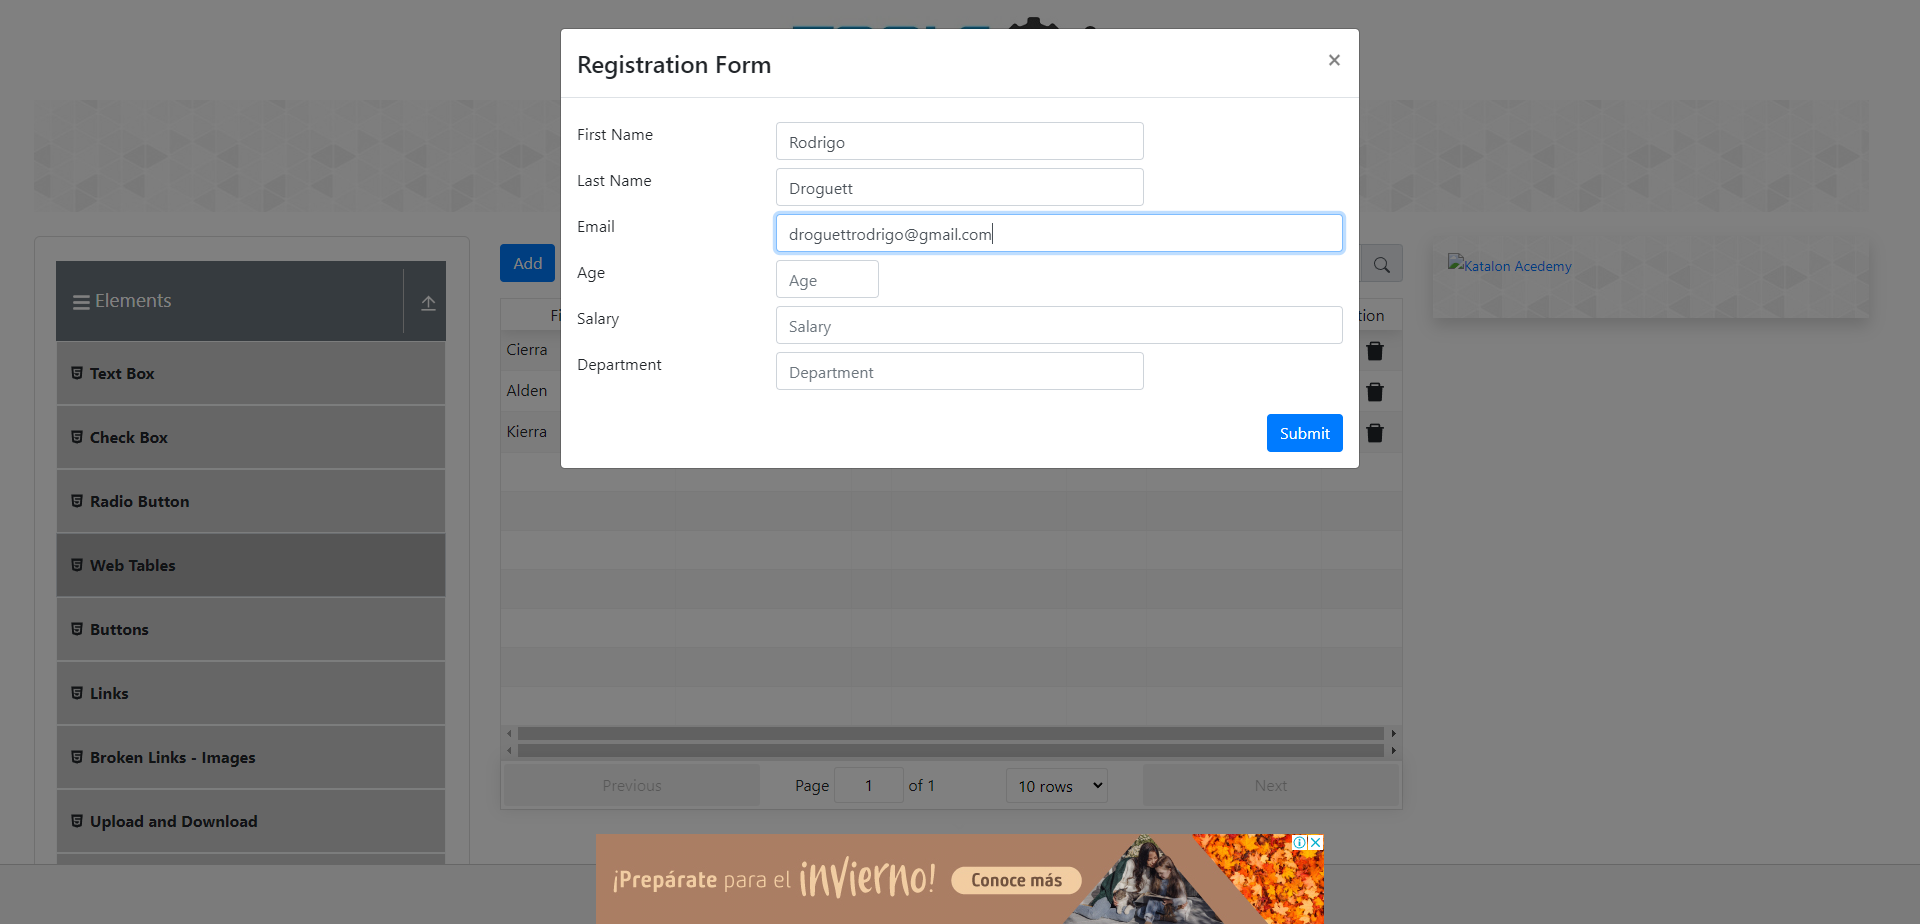 Registration Form
×
First Name
Rodrigo
Last Name
Droguett
Email
droguettrodrigo@gmail.com
Age
Age
Salary
Salary
Department
Department
Submit
Elements
Text Box
Check Box
Radio Button
Web Tables
Buttons
Links
Broken Links - Images
Upload and Download
Add
Cierra
Alden
Kierra
Previous
Page 1 of 1
10 rows
Next
Katalon Acedemy
¡Prepárate para el invierno!
Conoce más